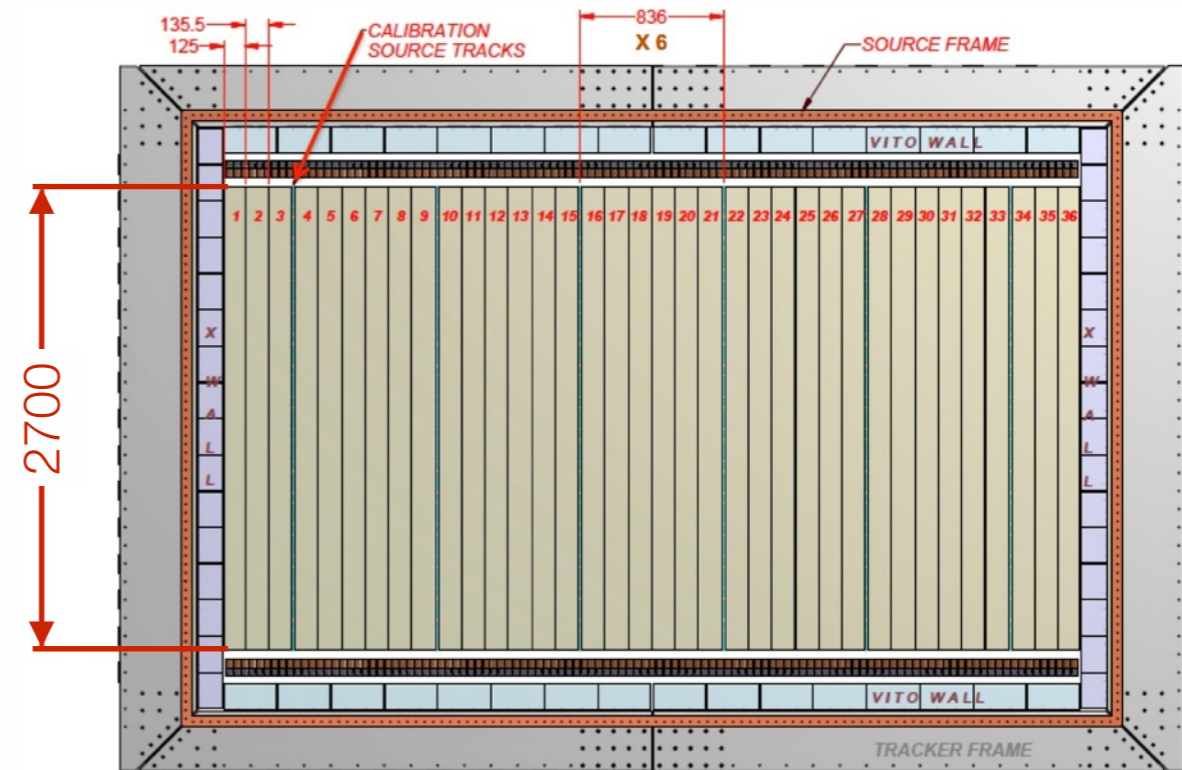 135.5
125
CALIBRATION
SOURCE TRACKS
836
X 6
SOURCE FRAME
VITO WALL
1 2 3 4 5 6 7 8 9 10 11 12 13 14 15 16 17 18 19 20 21 22 23 24 25 26 27 28 29 30 31 32 33 34 35 36
2700
X
W
A
L
L
X
W
A
L
L
VITO WALL
TRACKER FRAME